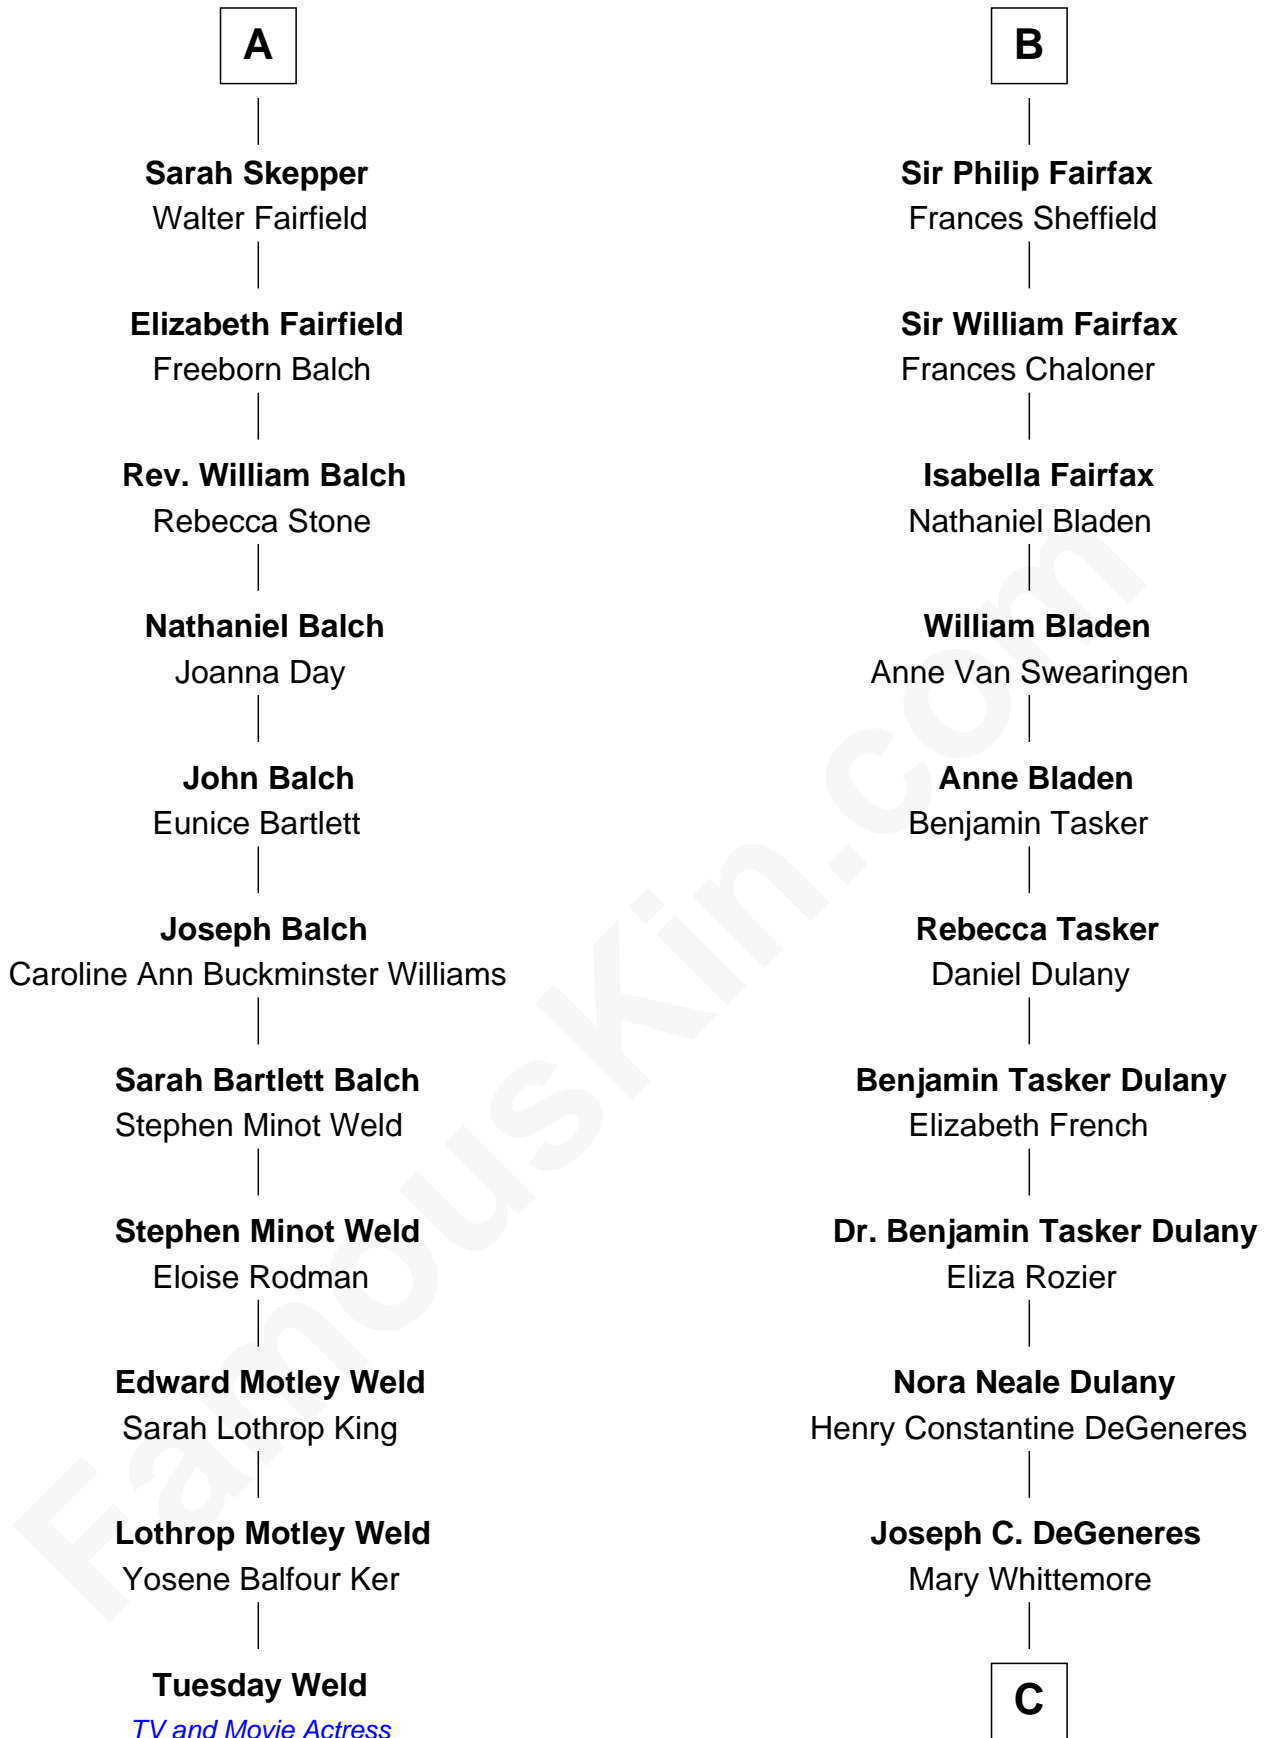 A
Sarah Skepper
Walter Fairfield
Elizabeth Fairfield
Freeborn Balch
Rev. William Balch
Rebecca Stone
Nathaniel Balch
Joanna Day
John Balch
Eunice Bartlett
Joseph Balch
Caroline Ann Buckminster Williams
Sarah Bartlett Balch
Stephen Minot Weld
Stephen Minot Weld
Eloise Rodman
Edward Motley Weld
Sarah Lothrop King
Lothrop Motley Weld
Yosene Balfour Ker
Tuesday Weld
TV and Movie Actress
B
Sir Philip Fairfax
Frances Sheffield
Sir William Fairfax
Frances Chaloner
Isabella Fairfax
Nathaniel Bladen
William Bladen
Anne Van Swearingen
Anne Bladen
Benjamin Tasker
Rebecca Tasker
Daniel Dulany
Benjamin Tasker Dulany
Elizabeth French
Dr. Benjamin Tasker Dulany
Eliza Rozier
Nora Neale Dulany
Henry Constantine DeGeneres
Joseph C. DeGeneres
Mary Whittemore
C
FamousKin.com